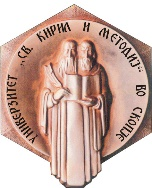 УНИВЕРЗИТЕТ „СВ. КИРИЛ И МЕТОДИЈ“ ВО СКОПЈЕ